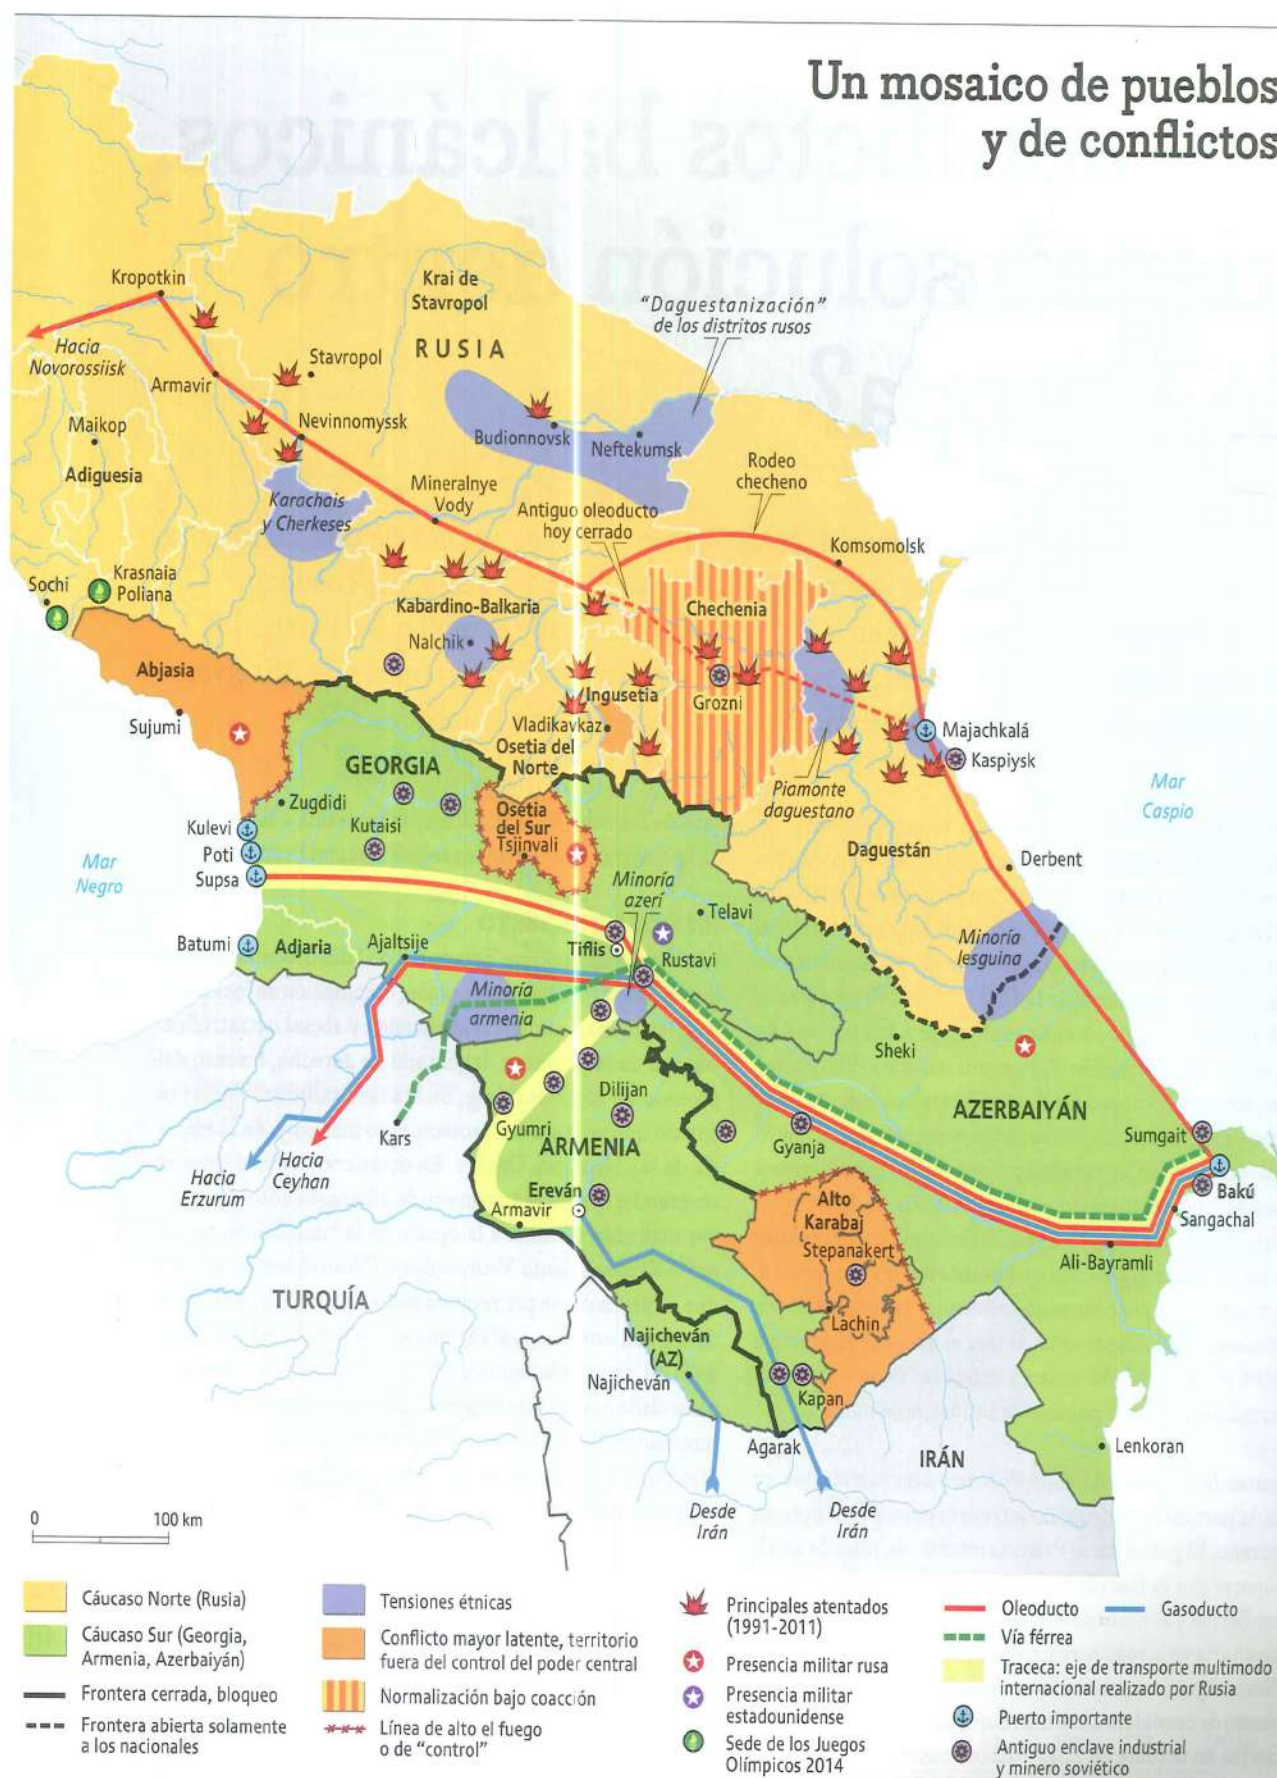 Un mosaico de pueblos
y de conflictos
Kropotkin
Hacia
Novorossiisk
Armavir
Stavropol
Krai de
Stavropol
RUSIA
"Daguestanización"
de los distritos rusos
Maikop
Adiguesia
Nevinnomyssk
Budionnovsk
Neftekumsk
Karachais
y Cherkeses
Mineralnye
Vody
Antiguo oleoducto
hoy cerrado
Rodeo
checheno
Komsomolsk
Sochi
Krasnaia
Poliana
Kabardino-Balkaria
Nalchik
Chechenia
Abjasia
Sujumi
Ingusetia
Grozni
Vladikavkaz
Osetia del
Norte
Majachkalá
Kaspiysk
GEORGIA
Piamonte
daguestano
Mar
Caspio
Zugdidi
Kutaisi
Osetia
del Sur
Tsjinvali
Kulevi
Poti
Supsa
Mar
Negro
Daguestán
Derbent
Minoría
azerí
Telavi
Batumi
Adjaria
Ajaltsije
Tiflis
Rustavi
Minoría
lesguina
Minoría
armenia
Sheki
Dilijan
Gyumri
ARMENIA
Kars
AZERBAIYÁN
Gyanja
Sumgait
Hacia
Erzurum
Hacia
Ceyhan
Ereván
Armavir
Alto
Karabaj
Stepanakert
Bakú
Sangachal
Ali-Bayramli
TURQUÍA
Lachin
Najicheván
(AZ)
Najicheván
Kapan
Agarak
IRÁN
Lenkoran
Desde
Irán
Desde
Irán
0 100 km
Cáucaso Norte (Rusia)
Cáucaso Sur (Georgia,
Armenia, Azerbaiyán)
Frontera cerrada, bloqueo
Frontera abierta solamente
a los nacionales
Tensiones étnicas
Conflicto mayor latente, territorio
fuera del control del poder central
Normalización bajo coacción
Línea de alto el fuego
o de "control"
Principales atentados
(1991-2011)
Presencia militar rusa
Presencia militar
estadounidense
Sede de los Juegos
Olímpicos 2014
Oleoducto
Gasoducto
Vía férrea
Traceca: eje de transporte multimodo
internacional realizado por Rusia
Puerto importante
Antiguo enclave industrial
y minero soviético